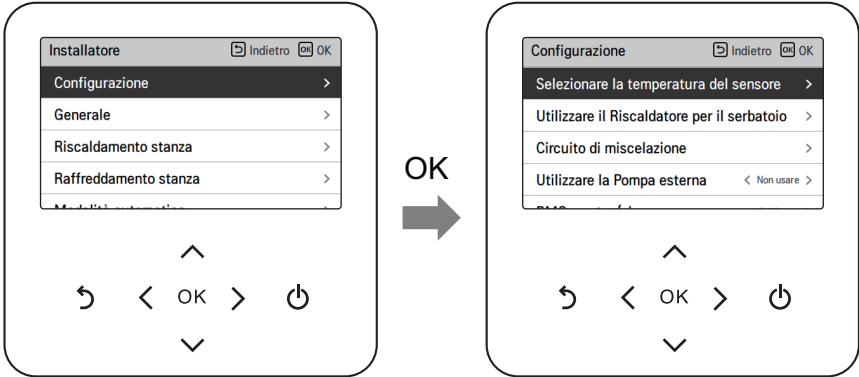 Installatore Indietro OK OK
Configurazione
Generale
Riscaldamento stanza
Raffreddamento stanza
OK
OK
Configurazione Indietro OK OK
Selezionare la temperatura del sensore
Utilizzare il Riscaldatore per il serbatoio
Circuito di miscelazione
Utilizzare la Pompa esterna < Non usare >
OK